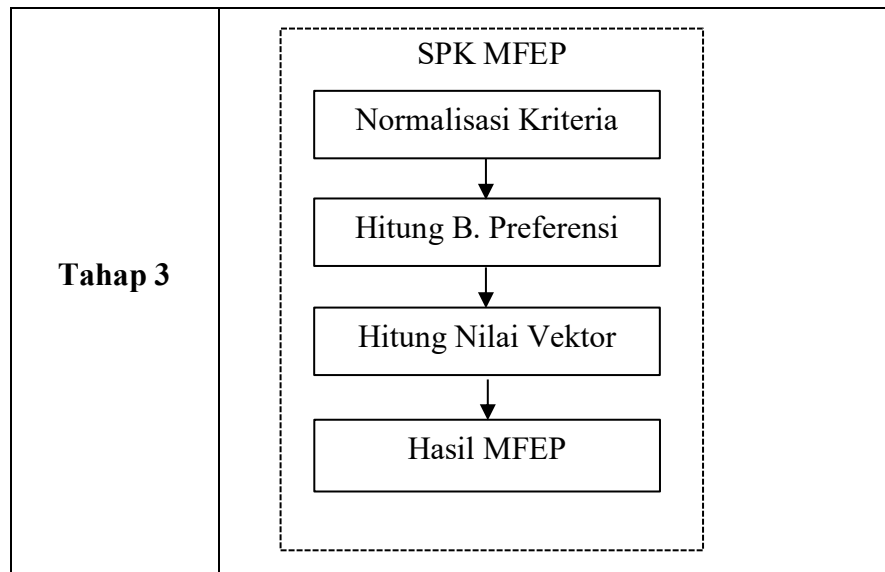 Tahap 3
SPK MFEP
Normalisasi Kriteria
Hitung B. Preferensi
Hitung Nilai Vektor
Hasil MFEP